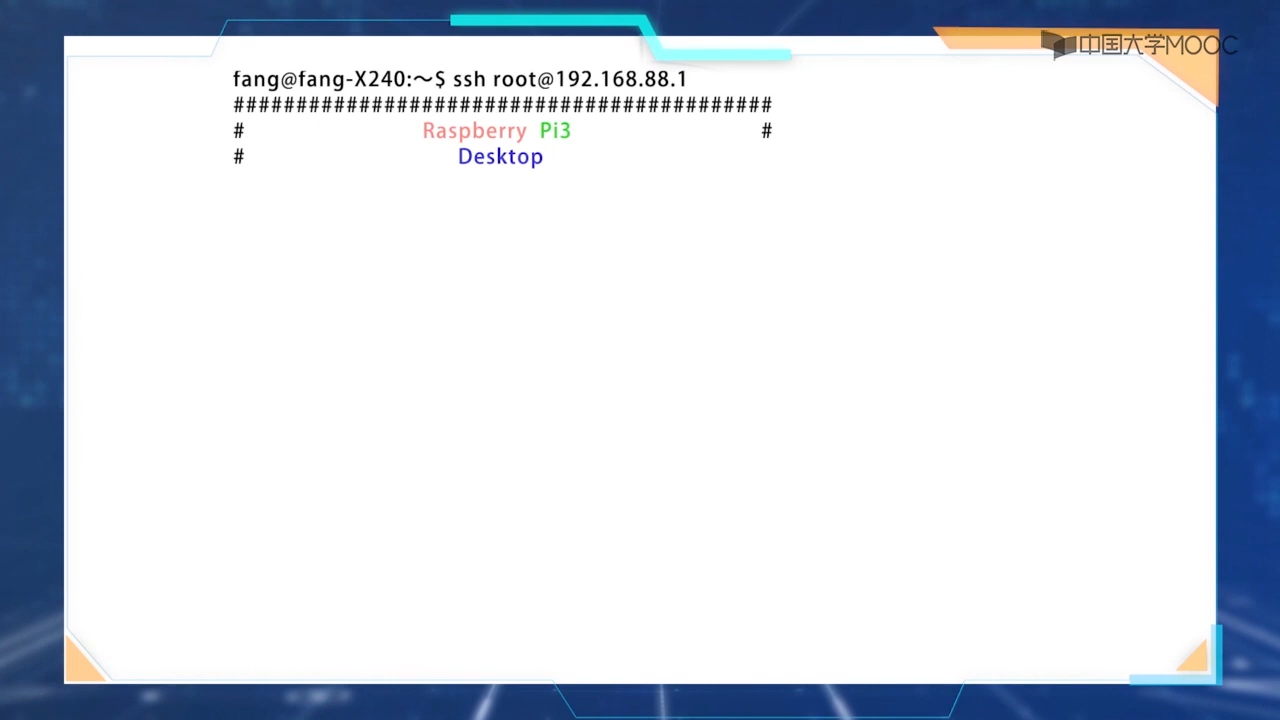 中国大学MOOC
fang@fang-X240:～$ ssh root@192.168.88.1
###########################################
# Raspberry Pi3 #
# Desktop